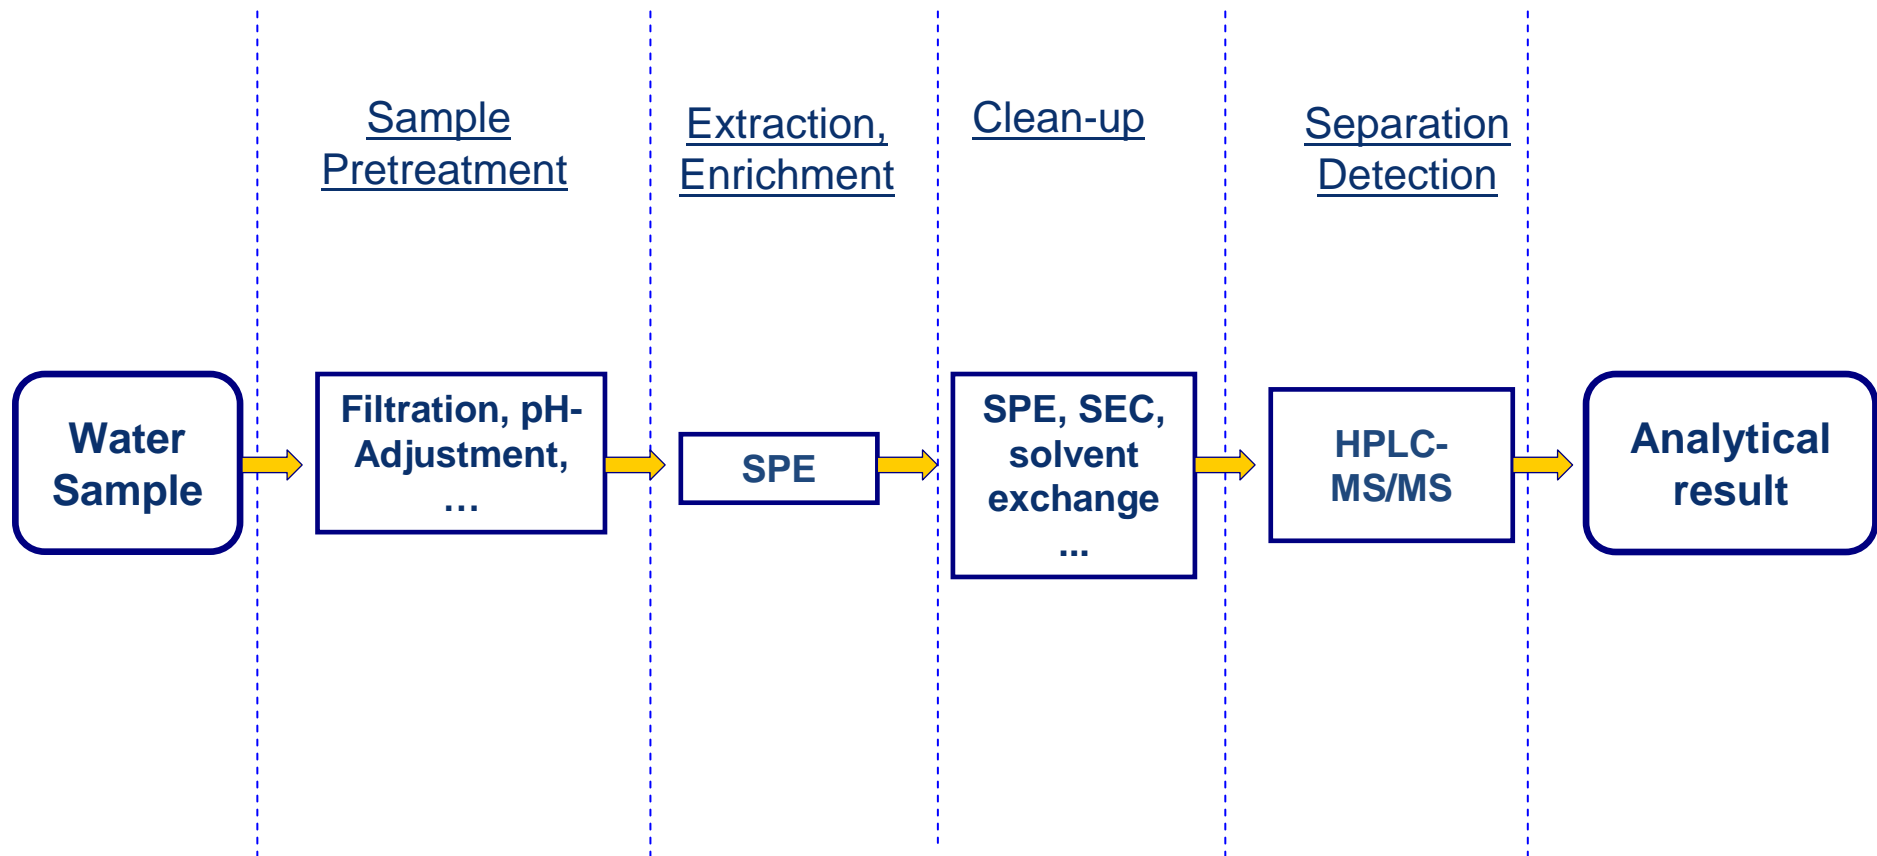 Sample
Pretreatment
Extraction,
Enrichment
Clean-up
Separation
Detection
Water
Sample
Filtration, pH-
Adjustment,
…
SPE
SPE, SEC,
solvent
exchange
...
HPLC-
MS/MS
Analytical
result